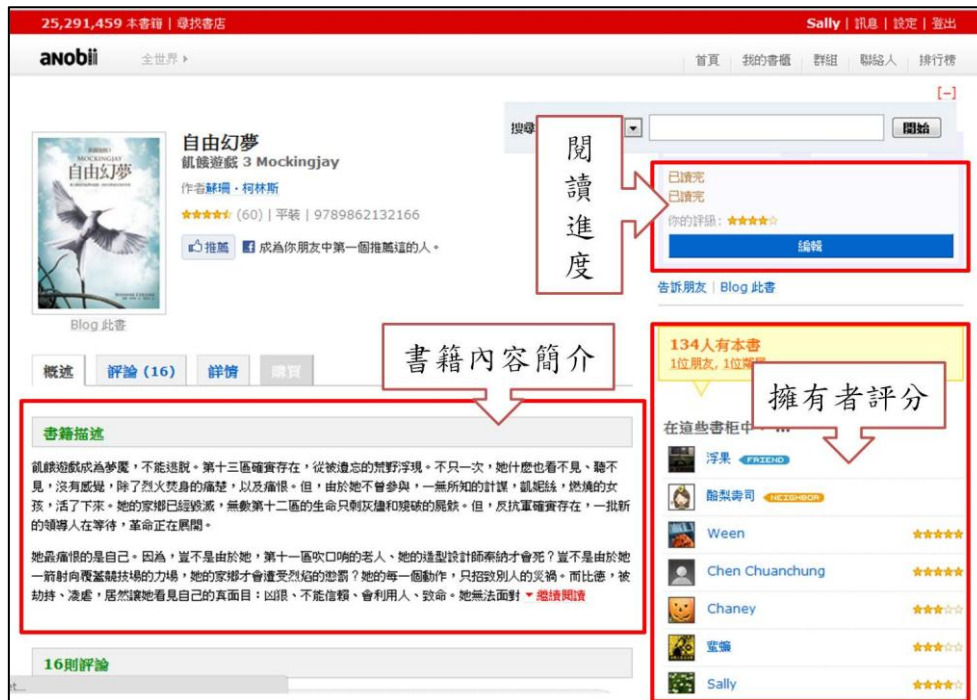 25,291,459 本書籍 | 尋找書店
Sally | 訊息 | 設定 | 登出
aNobii
全世界
首頁 我的書櫃 群組 聯絡人 排行榜
[-]
搜尋
開始
MOCKINGJAY
自由幻夢
Blog 此書
自由幻夢
飢餓遊戲 3 Mockingjay
作者蘇珊・柯林斯
(60) | 平裝 | 9789862132166
推薦 成為你朋友中第一個推薦這的人。
閱讀進度
已讀完
已讀完
你的評級:
編輯
告訴朋友 | Blog 此書
概述 評論 (16) 詳情 購買
書籍內容簡介
書籍描述
飢餓遊戲成為夢魘,不能逃脫。第十三區確實存在,從被遺忘的荒野浮現。不只一次,她什麼也看不見、聽不
見,沒有感覺,除了烈火焚身的痛楚,以及痛恨。但,由於她不曾參與,一無所知的計謀,凱妮絲,燃燒的女
孩,活了下來。她的家鄉已經毀滅,無數第十二區的生命只剩灰燼和殘破的屍骸。但,反抗軍確實存在,一批新
的領導人在等待,革命正在展開。
她最痛恨的是自己。因為,豈不是由於她,第十一區吹口哨的老人、她的造型設計師秦納才會死?豈不是由於她
一箭射向覆蓋競技場的力場,她的家鄉才會遭受烈焰的懲罰?她的每一個動作,只招致別人的災禍。而比德,被
劫持、凌虐,居然讓她看見自己的真面目:凶狠、不能信賴、會利用人、致命。她無法面對 繼續閱讀
16則評論
134人有本書
1位朋友, 1位鄰居
擁有者評分
在這些書柜中
浮果 FRIEND
酪梨壽司 NEIGHBOR
Ween
Chen Chuanchung
Chaney
Sally